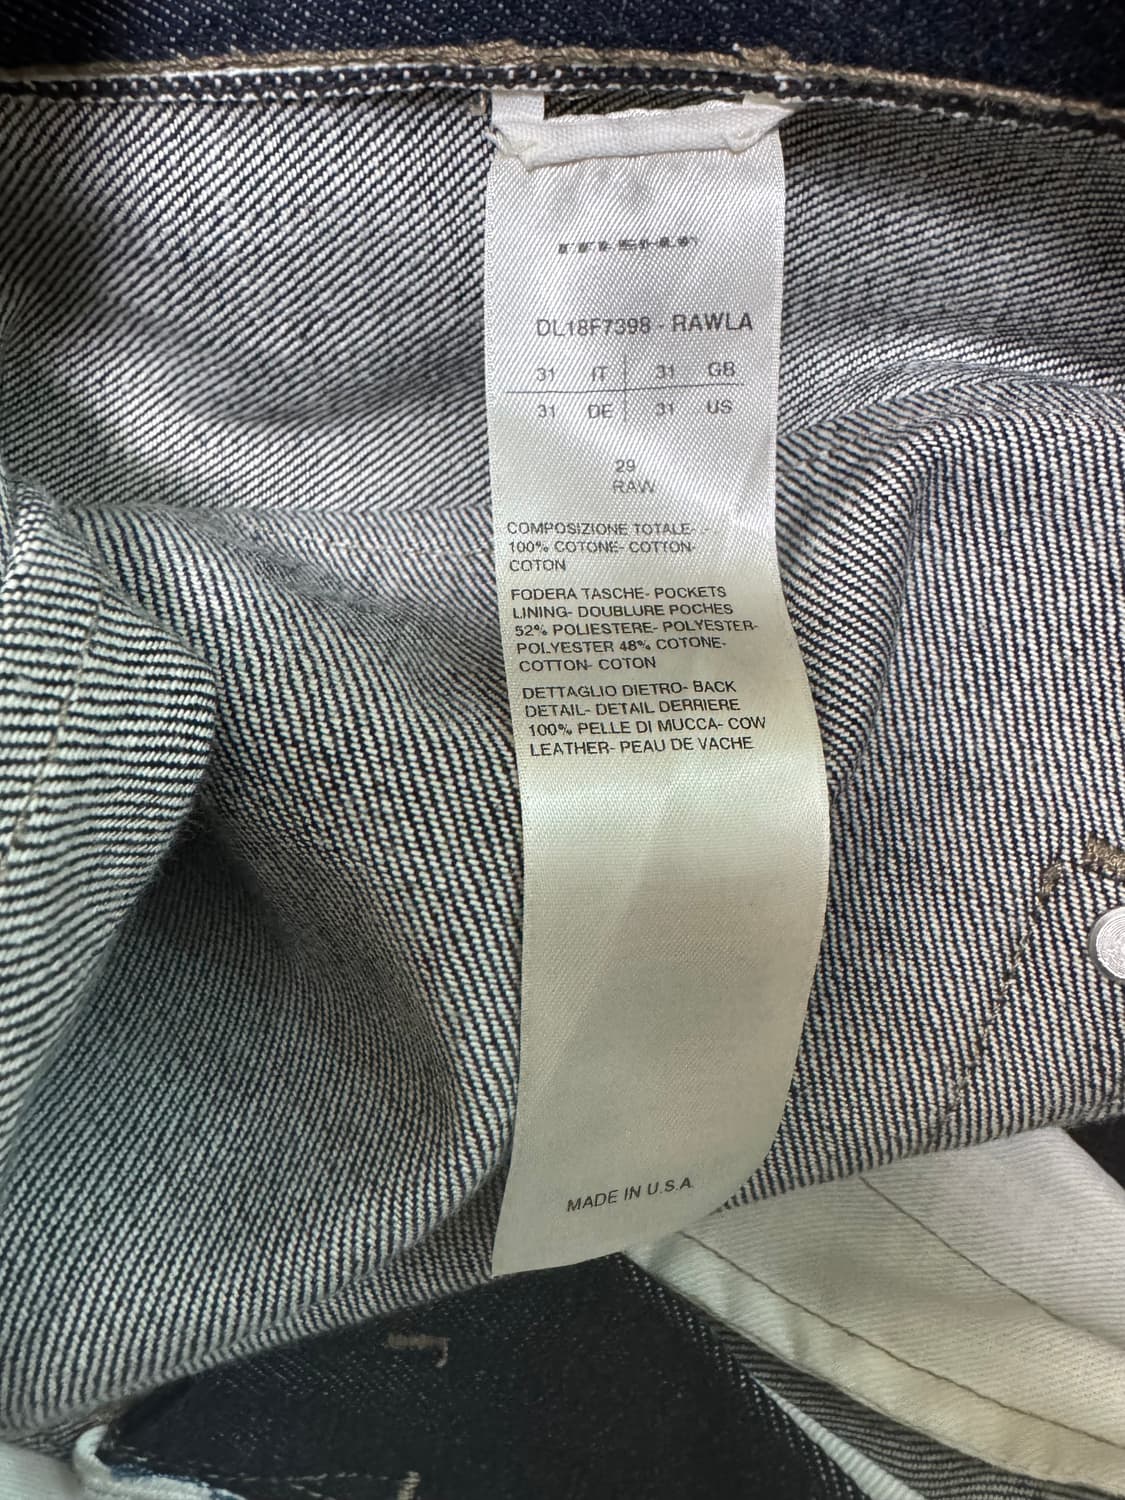 DL18F7398 - RAWLA
31 IT 31 GB
31 DE 31 US
29
RAW
COMPOSIZIONE TOTALE-
100% COTONE- COTTON-
COTON
FODERA TASCHE- POCKETS
LINING- DOUBLURE POCHES
52% POLIESTERE- POLYESTER-
POLYESTER 48% COTONE-
COTTON- COTON
DETTAGLIO DIETRO- BACK
DETAIL- DETAIL DERRIERE
100% PELLE DI MUCCA- COW
LEATHER- PEAU DE VACHE
MADE IN U.S.A.